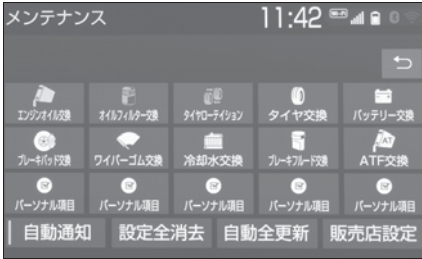 メンテナンス 11:42 Wi-Fi 0
エンジンオイル交換 オイルフィルター交換 タイヤローテイション タイヤ交換 バッテリー交換
ブレーキパッド交換 ワイパーゴム交換 冷却水交換 ブレーキフルード交換 ATF交換
パーソナル項目 パーソナル項目 パーソナル項目 パーソナル項目 パーソナル項目
自動通知 設定全消去 自動全更新 販売店設定